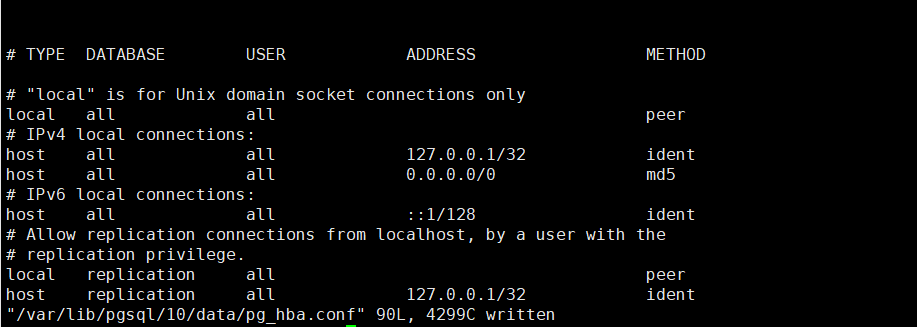 # TYPE  DATABASE        USER            ADDRESS                 METHOD
# "local" is for Unix domain socket connections only
local   all             all                                     peer
# IPv4 local connections:
host    all             all             127.0.0.1/32            ident
host    all             all             0.0.0.0/0               md5
# IPv6 local connections:
host    all             all             ::1/128                 ident
# Allow replication connections from localhost, by a user with the
# replication privilege.
local   replication     all                                     peer
host    replication     all             127.0.0.1/32            ident
"/var/lib/pgsql/10/data/pg_hba.conf" 90L, 4299C written